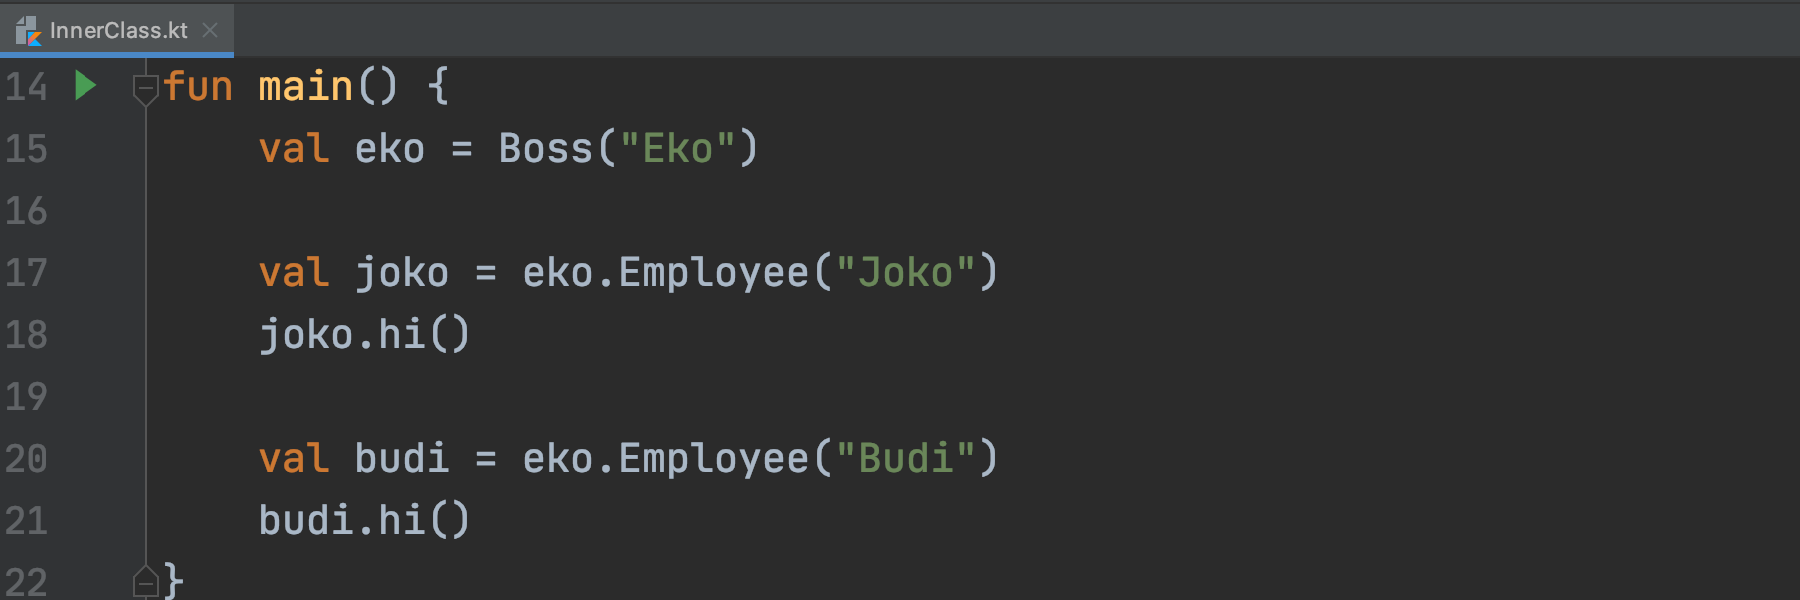 InnerClass.kt
14 fun main() {
15     val eko = Boss("Eko")
16
17     val joko = eko.Employee("Joko")
18     joko.hi()
19
20     val budi = eko.Employee("Budi")
21     budi.hi()
22 }